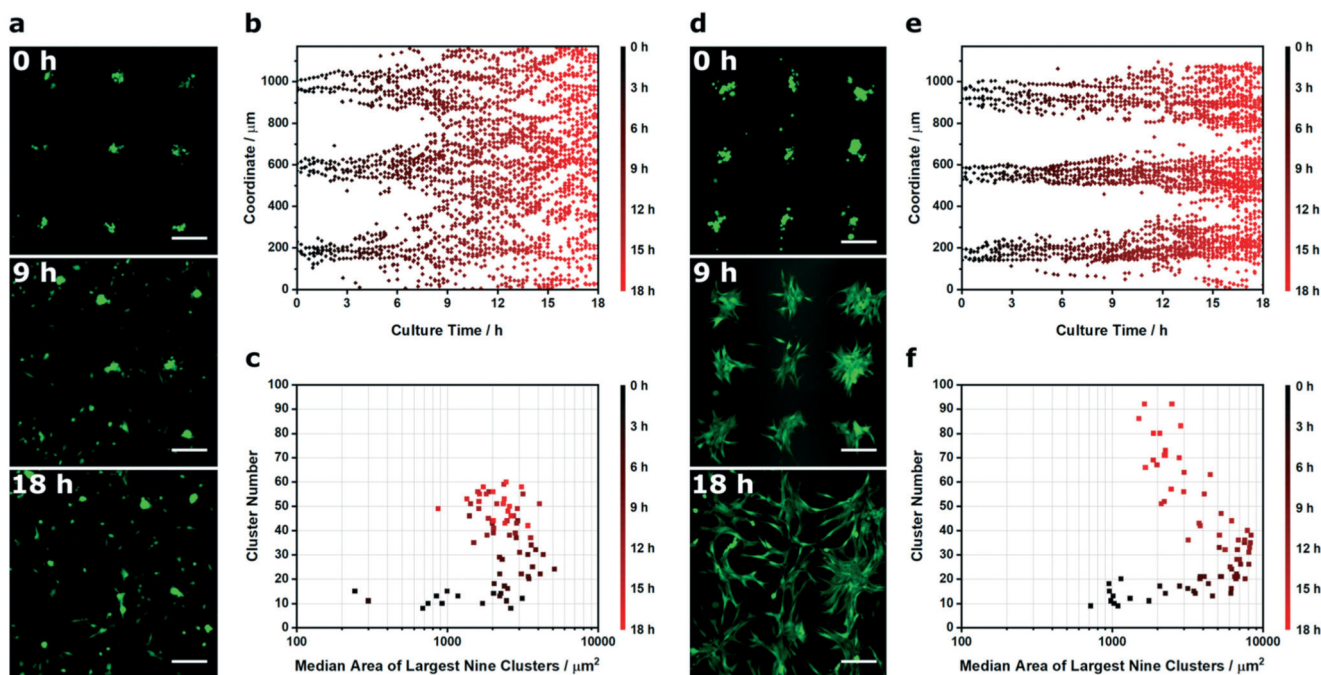 a
0 h
9 h
18 h
b
Coordinate / μm
1000
800
600
400
200
0
0 3 6 9 12 15 18
Culture Time / h
0 h
3 h
6 h
9 h
12 h
15 h
18 h
c
Cluster Number
100
90
80
70
60
50
40
30
20
10
0
100 1000 10000
Median Area of Largest Nine Clusters / μm²
0 h
3 h
6 h
9 h
12 h
15 h
18 h
d
0 h
9 h
18 h
e
Coordinate / μm
1000
800
600
400
200
0
0 3 6 9 12 15 18
Culture Time / h
0 h
3 h
6 h
9 h
12 h
15 h
18 h
f
Cluster Number
100
90
80
70
60
50
40
30
20
10
0
100 1000 10000
Median Area of Largest Nine Clusters / μm²
0 h
3 h
6 h
9 h
12 h
15 h
18 h